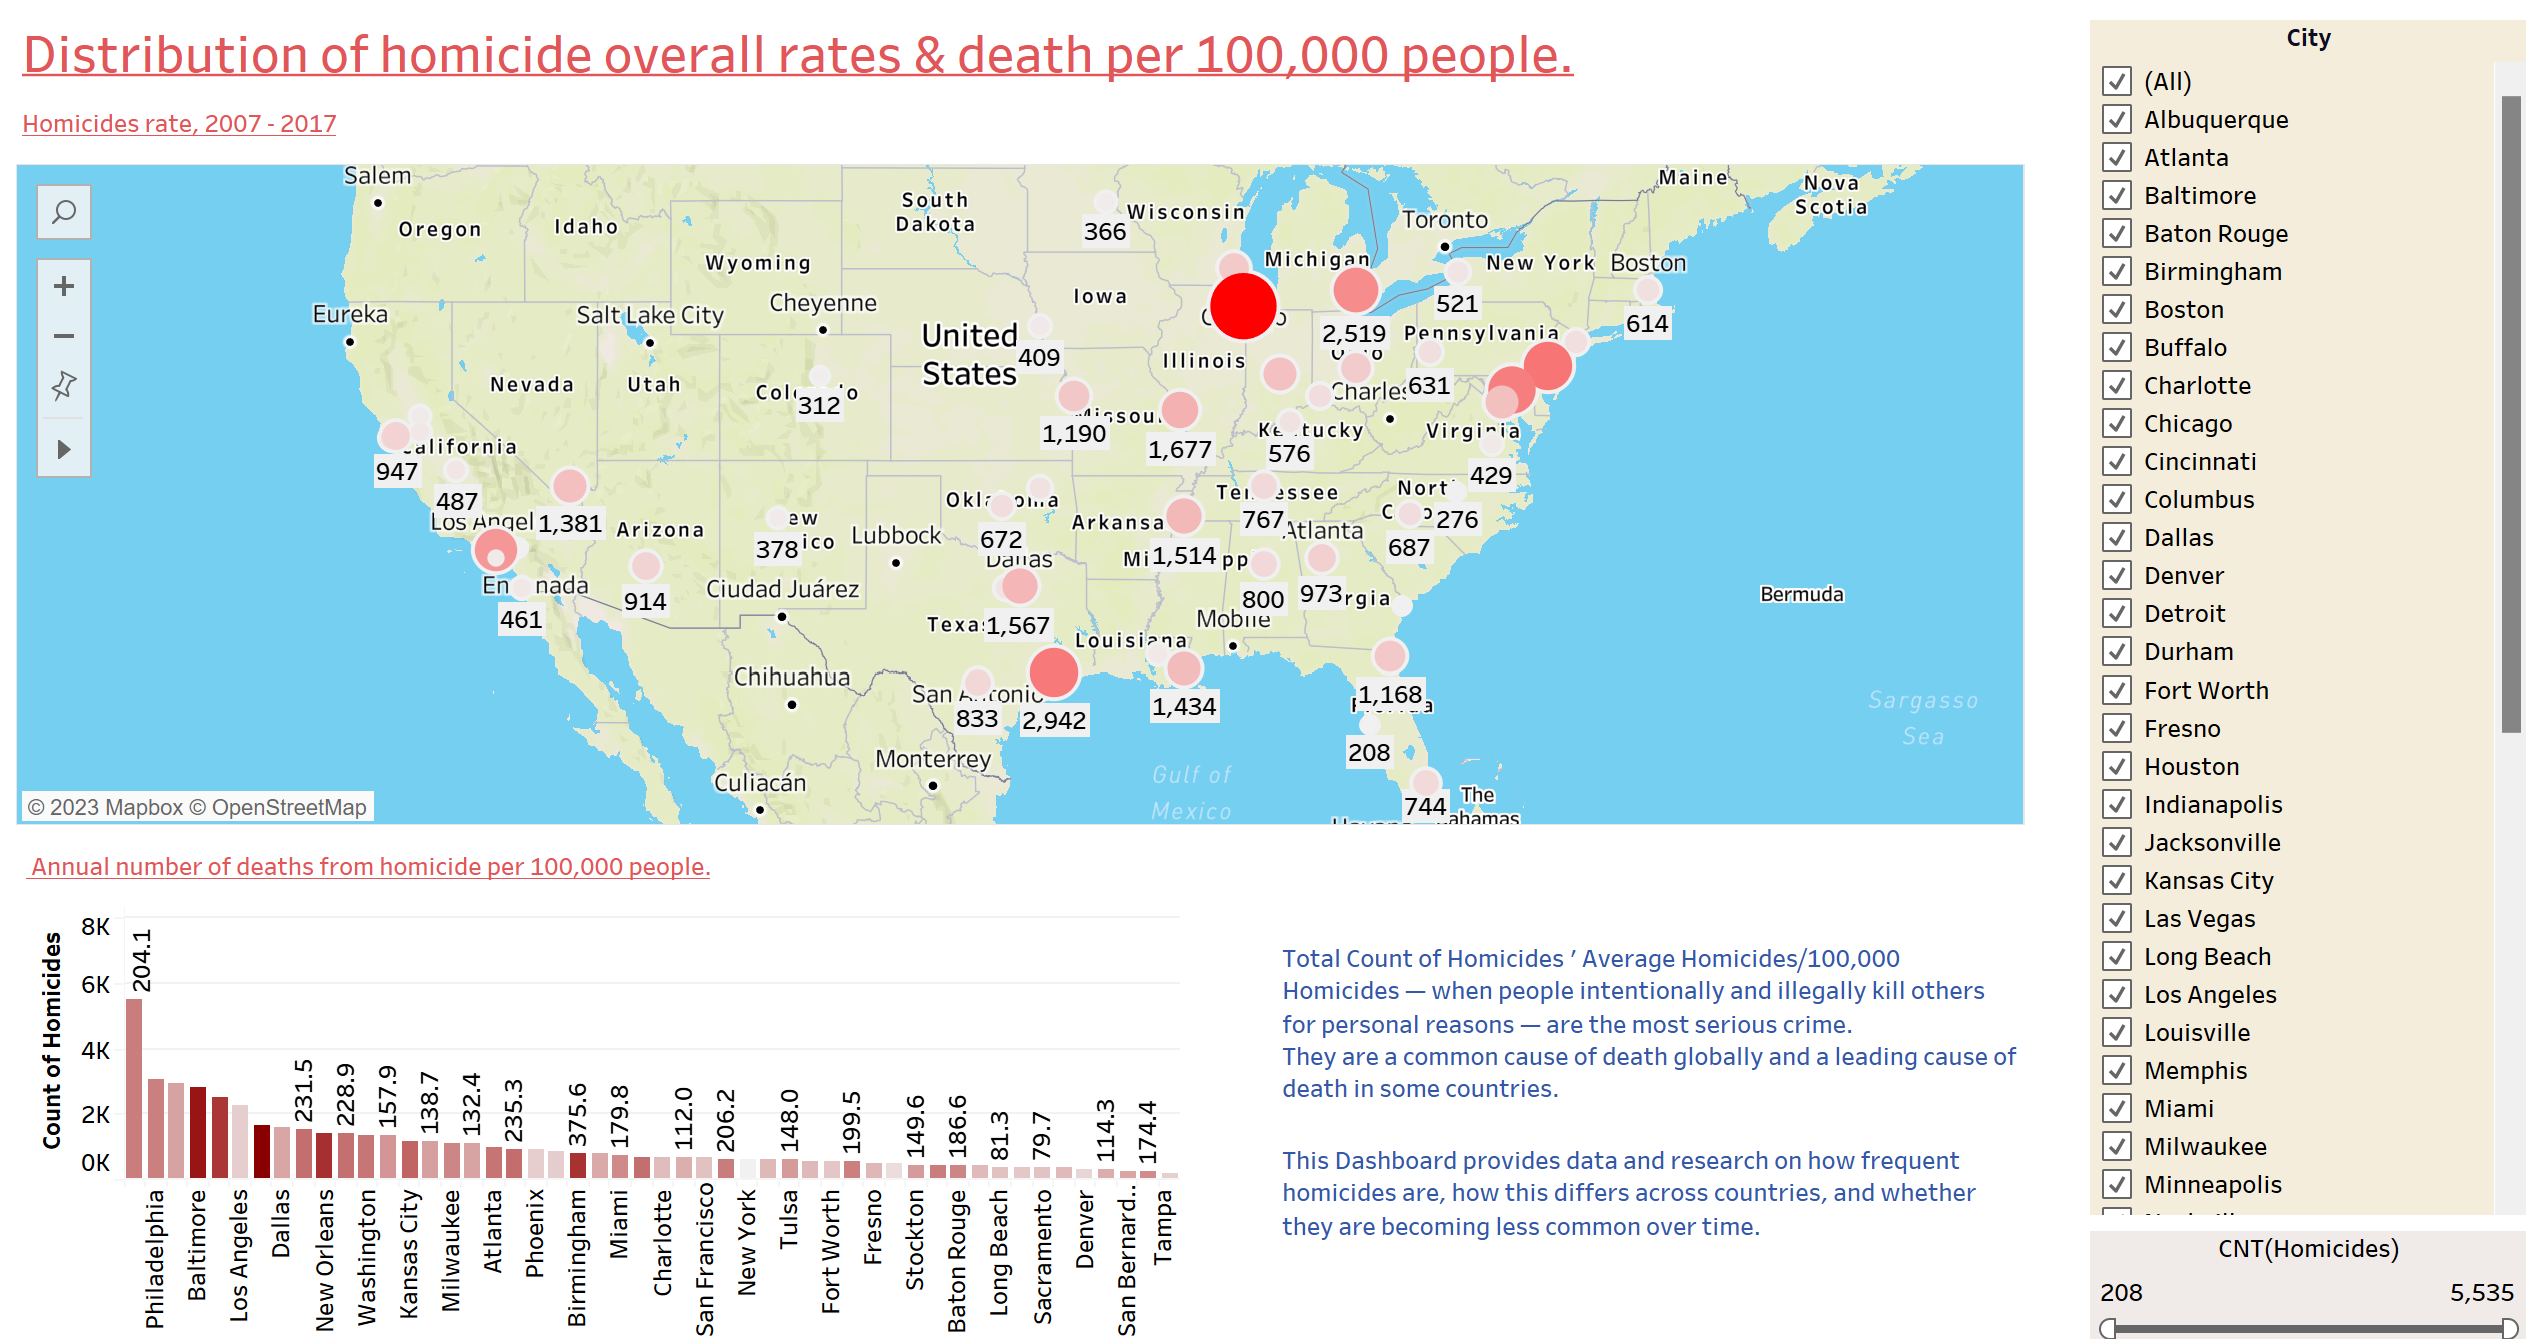 Distribution of homicide overall rates & death per 100,000 people.
Homicides rate, 2007 - 2017
Salem
Oregon
Idaho
Wyoming
South
Dakota
Wisconsin
366
Michigan
Toronto
New York
Boston
Maine
Nova
Scotia
Eureka
Salt Lake City
Cheyenne
Iowa
United
States
409
Illinois
2,519
521
Pennsylvania
614
Nevada
Utah
312
1,190
1,677
Charles
631
Kentucky
576
Virginia
429
California
947
487
1,381
Arizona
378
Lubbock
Oklahoma
672
Arkansa
Tennessee
767
276
687
Atlanta
1,514
Dallas
973
800
Mobile
461
914
Ciudad Juárez
1,567
Louisiana
Bermuda
Chihuahua
San Antonio
833
2,942
1,434
1,168
208
Monterrey
Culiacán
Gulf of
Mexico
744
The
Sargasso
Sea
© 2023 Mapbox © OpenStreetMap
Annual number of deaths from homicide per 100,000 people.
Count of Homicides
8K
6K
4K
2K
0K
204.1
231.5
228.9
157.9
138.7
132.4
235.3
375.6
179.8
112.0
206.2
148.0
199.5
149.6
186.6
81.3
79.7
114.3
174.4
Philadelphia
Baltimore
Los Angeles
Dallas
New Orleans
Washington
Kansas City
Milwaukee
Atlanta
Phoenix
Birmingham
Miami
Charlotte
San Francisco
New York
Tulsa
Fort Worth
Fresno
Stockton
Baton Rouge
Long Beach
Sacramento
Denver
San Bernard..
Tampa
Total Count of Homicides ’ Average Homicides/100,000
Homicides — when people intentionally and illegally kill others
for personal reasons — are the most serious crime.
They are a common cause of death globally and a leading cause of
death in some countries.
This Dashboard provides data and research on how frequent
homicides are, how this differs across countries, and whether
they are becoming less common over time.
City
(All)
Albuquerque
Atlanta
Baltimore
Baton Rouge
Birmingham
Boston
Buffalo
Charlotte
Chicago
Cincinnati
Columbus
Dallas
Denver
Detroit
Durham
Fort Worth
Fresno
Houston
Indianapolis
Jacksonville
Kansas City
Las Vegas
Long Beach
Los Angeles
Louisville
Memphis
Miami
Milwaukee
Minneapolis
CNT(Homicides)
208
5,535